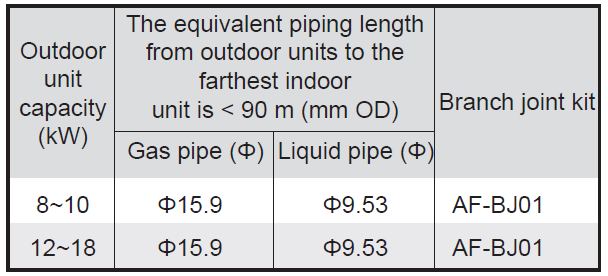 Outdoor
unit
capacity
(kW)
The equivalent piping length
from outdoor units to the
farthest indoor
unit is < 90 m (mm OD)
Branch joint kit
Gas pipe (Φ) Liquid pipe (Φ)
8~10 Φ15.9 Φ9.53 AF-BJ01
12~18 Φ15.9 Φ9.53 AF-BJ01